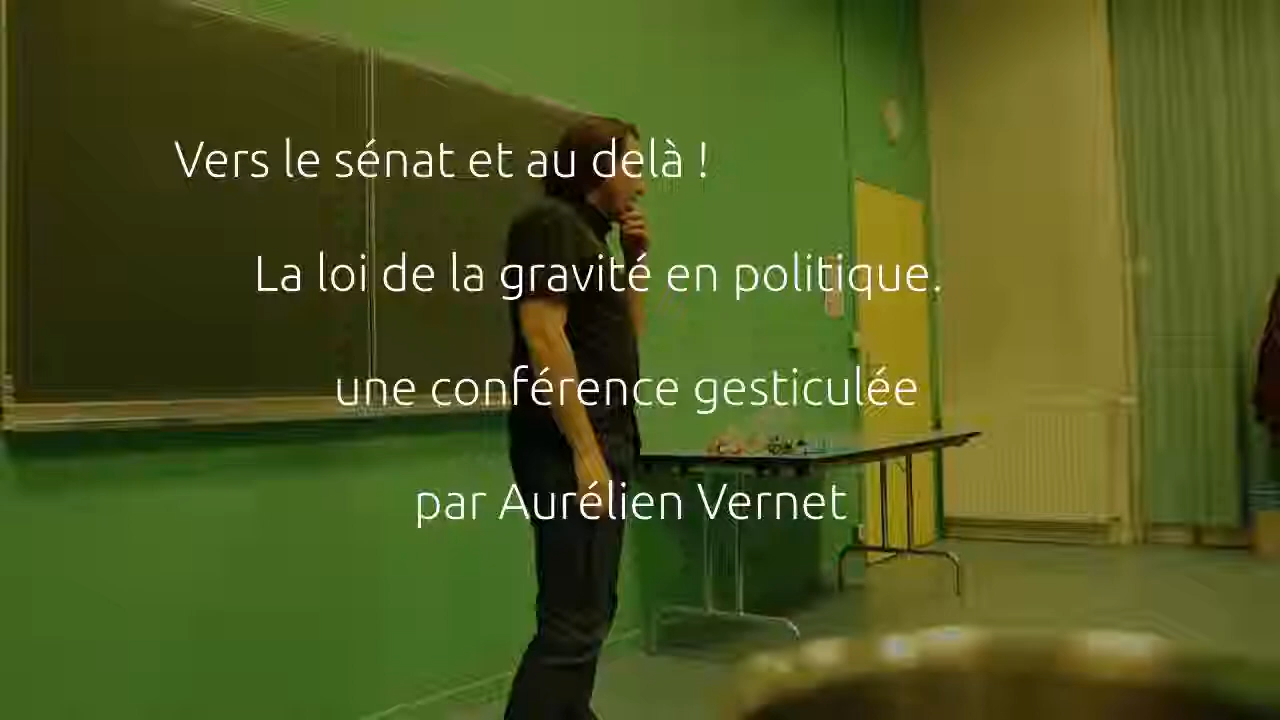 Vers le sénat et au delà !
La loi de la gravité en politique.
une conférence gesticulée
par Aurélien Vernet